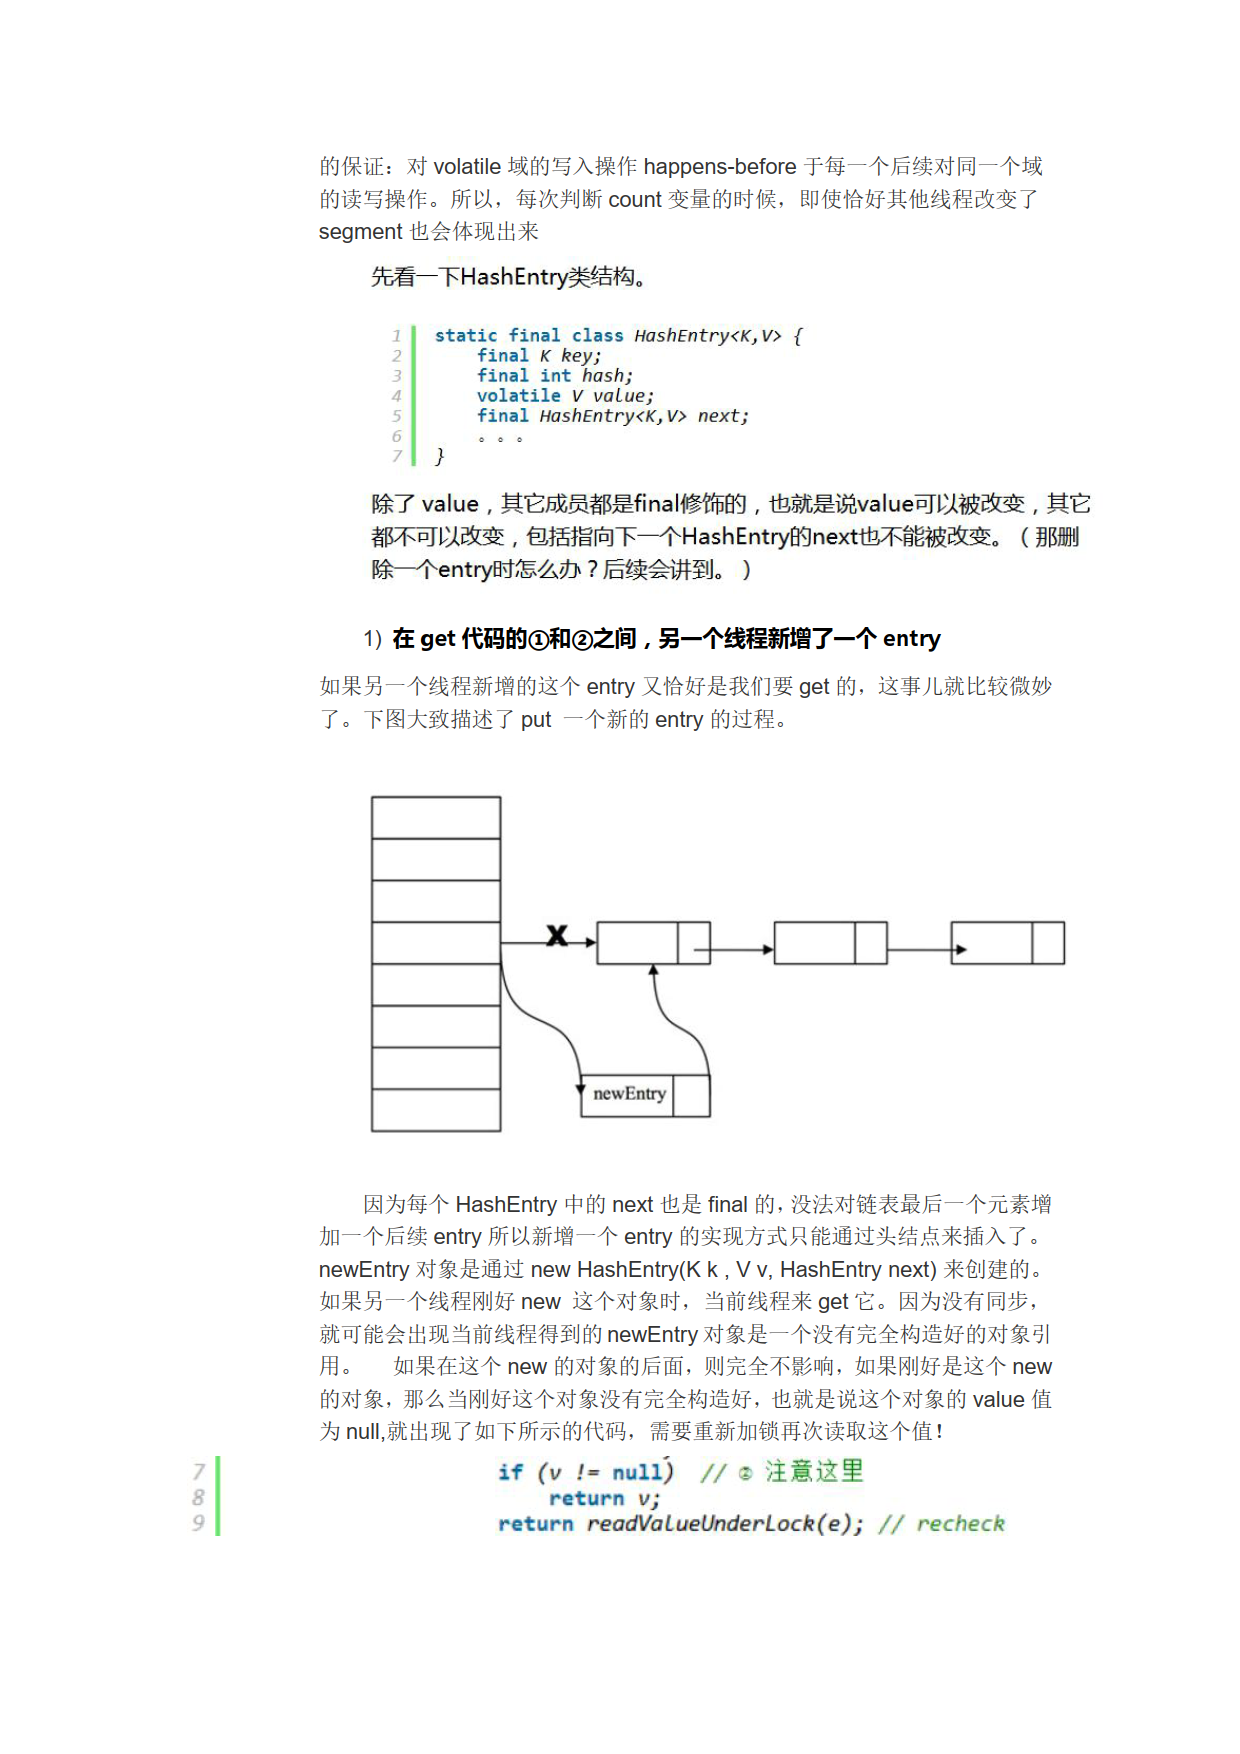 的保证：对 volatile 域的写入操作 happens-before 于每一个后续对同一个域
的读写操作。所以，每次判断 count 变量的时候，即使恰好其他线程改变了
segment 也会体现出来
先看一下HashEntry类结构。
1 static final class HashEntry<K,V> {
2 final K key;
3 final int hash;
4 volatile V value;
5 final HashEntry<K,V> next;
6 。。。
7 }
除了 value，其它成员都是final修饰的，也就是说value可以被改变，其它
都不可以改变，包括指向下一个HashEntry的next也不能被改变。（那删
除一个entry时怎么办？后续会讲到。）
1) 在 get 代码的①和②之间，另一个线程新增了一个 entry
如果另一个线程新增的这个 entry 又恰好是我们要 get 的，这事儿就比较微妙
了。下图大致描述了 put 一个新的 entry 的过程。
X
newEntry
因为每个 HashEntry 中的 next 也是 final 的，没法对链表最后一个元素增
加一个后续 entry 所以新增一个 entry 的实现方式只能通过头结点来插入了。
newEntry 对象是通过 new HashEntry(K k , V v, HashEntry next) 来创建的。
如果另一个线程刚好 new 这个对象时，当前线程来 get 它。因为没有同步，
就可能会出现当前线程得到的 newEntry 对象是一个没有完全构造好的对象引
用。 如果在这个 new 的对象的后面，则完全不影响，如果刚好是这个 new
的对象，那么当刚好这个对象没有完全构造好，也就是说这个对象的 value 值
为 null,就出现了如下所示的代码，需要重新加锁再次读取这个值！
7 if (v != null) // ② 注意这里
8 return v;
9 return readValueUnderLock(e); // recheck